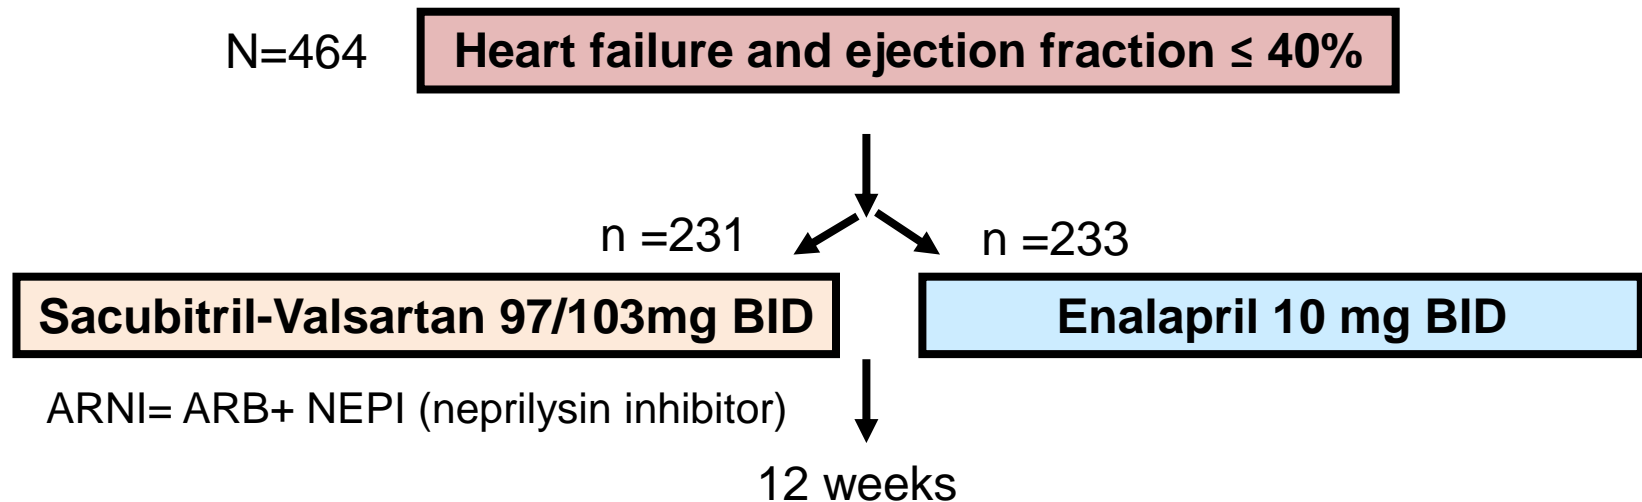 N=464
Heart failure and ejection fraction ≤ 40%
n =231
n =233
Sacubitril-Valsartan 97/103mg BID
Enalapril 10 mg BID
ARNI= ARB+ NEPI (neprilysin inhibitor)
12 weeks